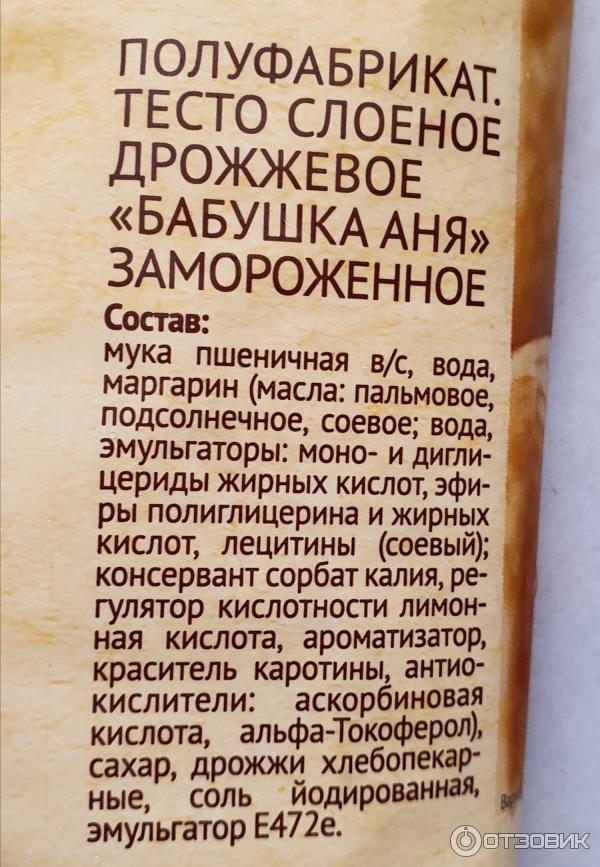 ПОЛУФАБРИКАТ.
ТЕСТО СЛОЕНОЕ
ДРОЖЖЕВОЕ
«БАБУШКА АНЯ»
ЗАМОРОЖЕННОЕ
Состав:
мука пшеничная в/с, вода,
маргарин (масла: пальмовое,
подсолнечное, соевое; вода,
эмульгаторы: моно- и дигли-
цериды жирных кислот, эфи-
ры полиглицерина и жирных
кислот, лецитины (соевый);
консервант сорбат калия, ре-
гулятор кислотности лимон-
ная кислота, ароматизатор,
краситель каротины, антио-
кислители: аскорбиновая
кислота, альфа-Токоферол),
сахар, дрожжи хлебопекар-
ные, соль йодированная,
эмульгатор Е472е.
ОТЗОВИК